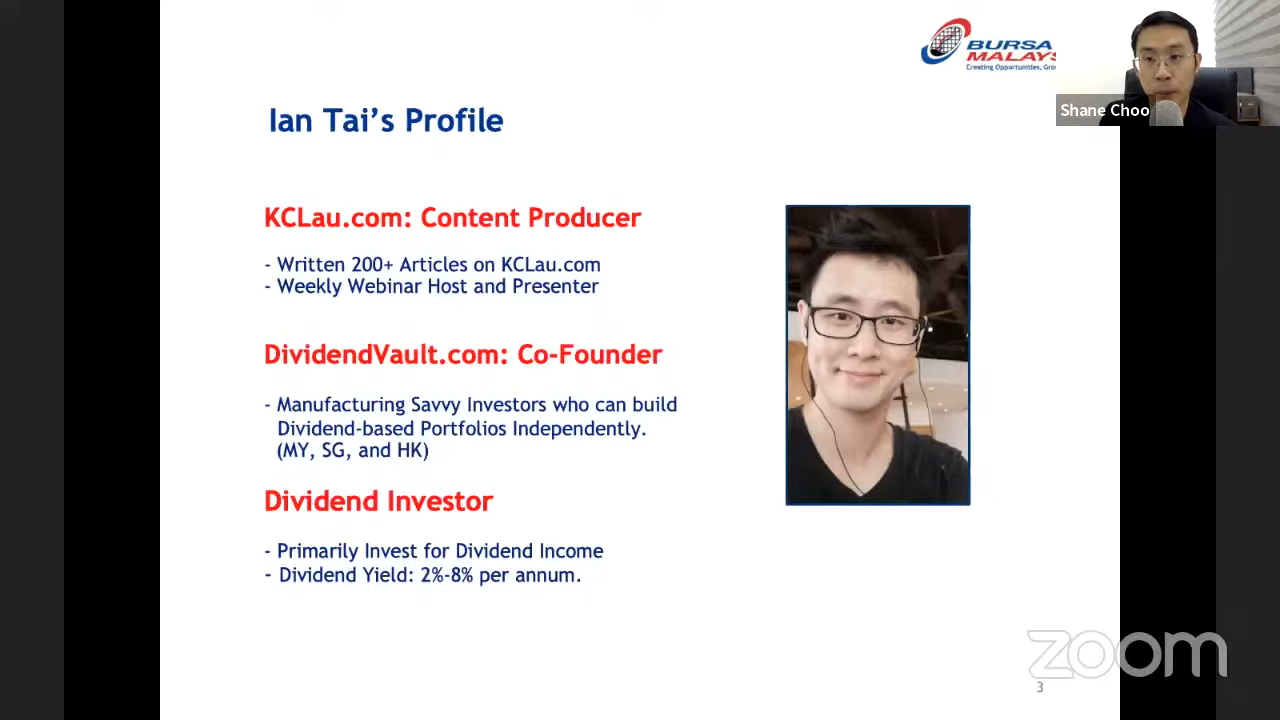 BURSA
MALAYS
Creating Opportunities, Gro
Shane Choo
Ian Tai's Profile
KCLau.com: Content Producer
- Written 200+ Articles on KCLau.com
- Weekly Webinar Host and Presenter
DividendVault.com: Co-Founder
- Manufacturing Savvy Investors who can build
Dividend-based Portfolios Independently.
(MY, SG, and HK)
Dividend Investor
- Primarily Invest for Dividend Income
- Dividend Yield: 2%-8% per annum.
zoom
3